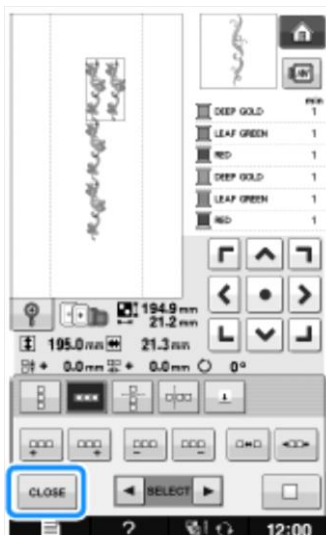 min
DEEP GOLD 1
LEAF GREEN 1
RED 1
DEEP GOLD 1
LEAF GREEN 1
RED 1
194.9 mm
21.2 mm
195.0 mm 21.3 mm
0.0 mm 0.0 mm 0°
CLOSE SELECT
? 12:00